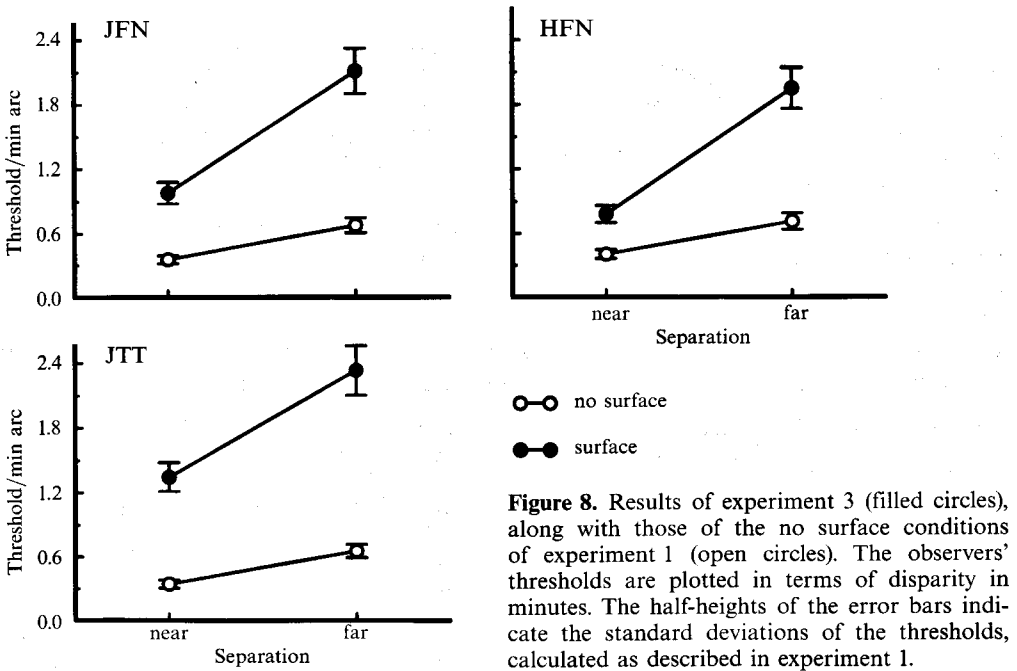 JFN
Threshold/min arc
2.4
1.8
1.2
0.6
0.0
HFN
near far
Separation
JTT
Threshold/min arc
2.4
1.8
1.2
0.6
0.0
near far
Separation
no surface
surface
Figure 8. Results of experiment 3 (filled circles),
along with those of the no surface conditions
of experiment 1 (open circles). The observers'
thresholds are plotted in terms of disparity in
minutes. The half-heights of the error bars indi-
cate the standard deviations of the thresholds,
calculated as described in experiment 1.